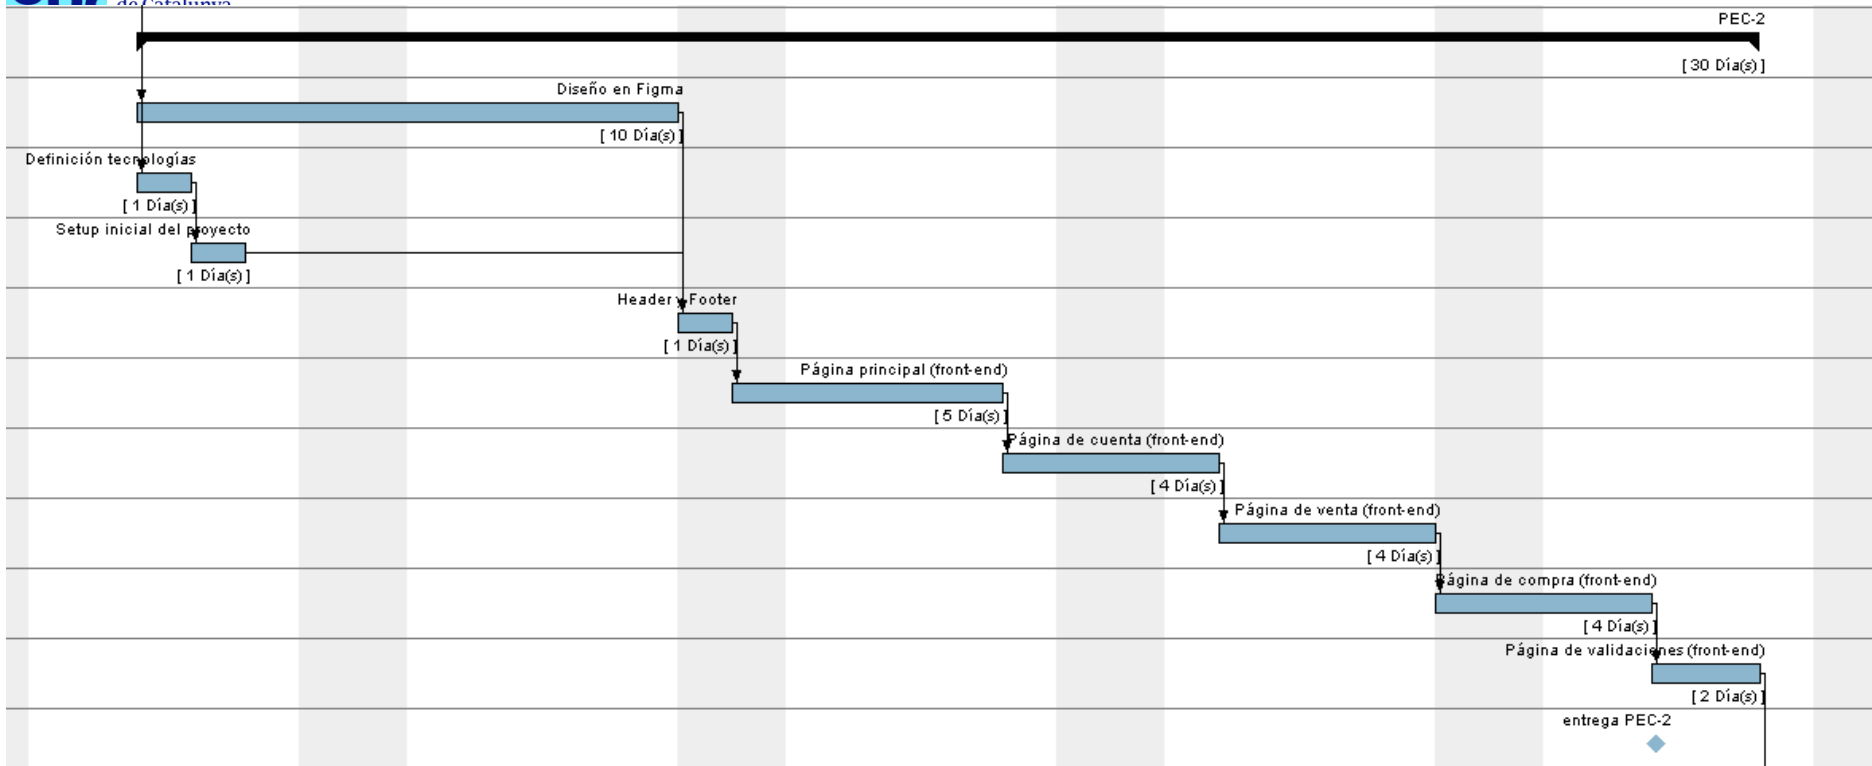 de Catalunya
PEC-2
[ 30 Día(s) ]
Diseño en Figma
[ 10 Día(s) ]
Definición tecnologías
[ 1 Día(s) ]
Setup inicial del proyecto
[ 1 Día(s) ]
Header y Footer
[ 1 Día(s) ]
Página principal (front-end)
[ 5 Día(s) ]
Página de cuenta (front-end)
[ 4 Día(s) ]
Página de venta (front-end)
[ 4 Día(s) ]
Página de compra (front-end)
[ 4 Día(s) ]
Página de validaciones (front-end)
[ 2 Día(s) ]
entrega PEC-2